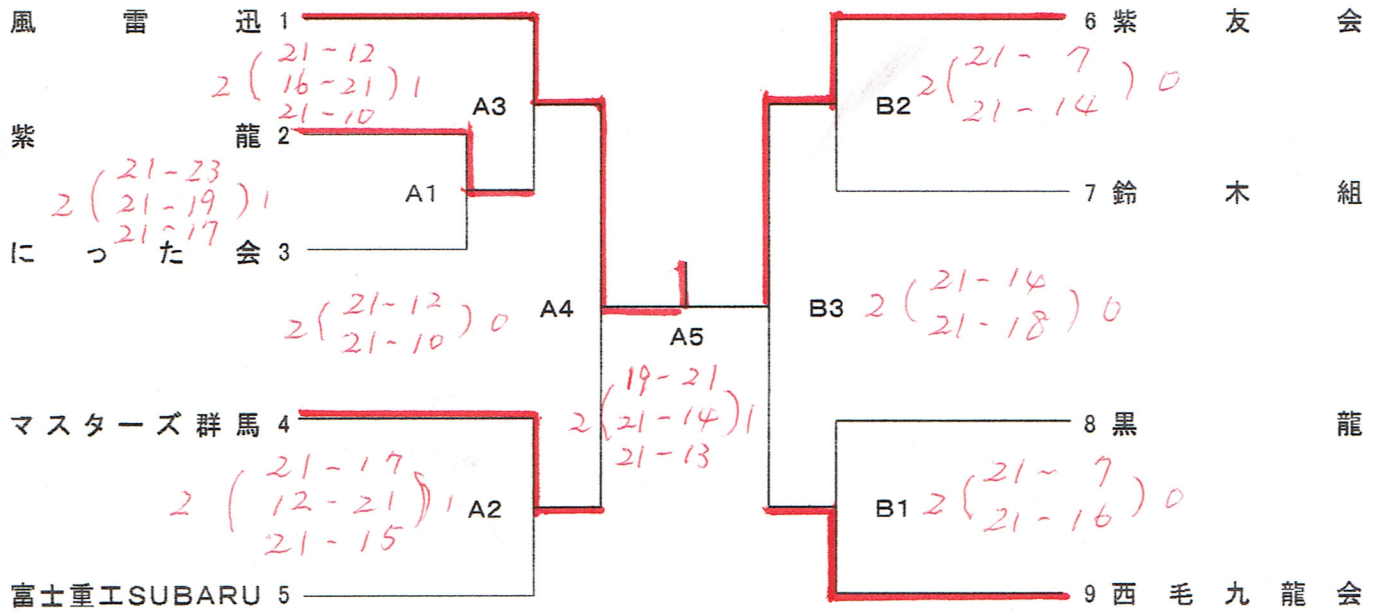 風雷迅 1
2 ( 21-12
16-21 ) 1
21-10
A3
紫龍 2
2 ( 21-23
21-19 ) 1
21-17
A1
にった会 3
2 ( 21-12
21-10 ) 0
A4
マスターズ群馬 4
2 ( 21-17
12-21 ) 1
21-15
A2
富士重工SUBARU 5
A5
19-21
2 ( 21-14 ) 1
21-13
6 紫友会
B2 2 ( 21-7
21-14 ) 0
7 鈴木組
B3 2 ( 21-14
21-18 ) 0
8 黒龍
B1 2 ( 21-7
21-16 ) 0
9 西毛九龍会